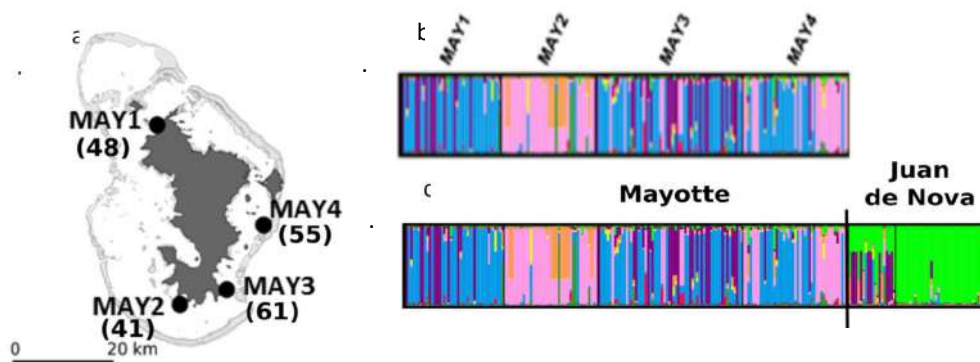 a
MAY1
(48)
MAY4
(55)
MAY3
(61)
MAY2
(41)
0 20 km
MAY1 MAY2 MAY3 MAY4
Mayotte
Juan
de Nova